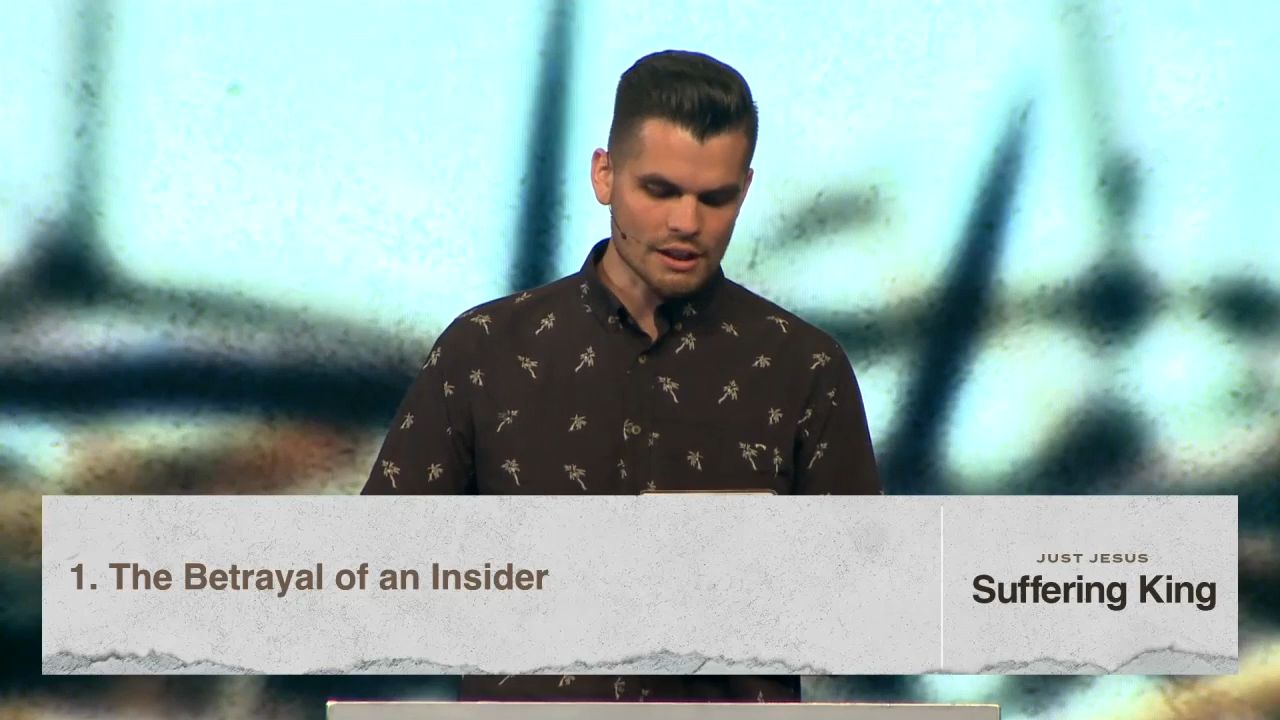 1. The Betrayal of an Insider
JUST JESUS
Suffering King